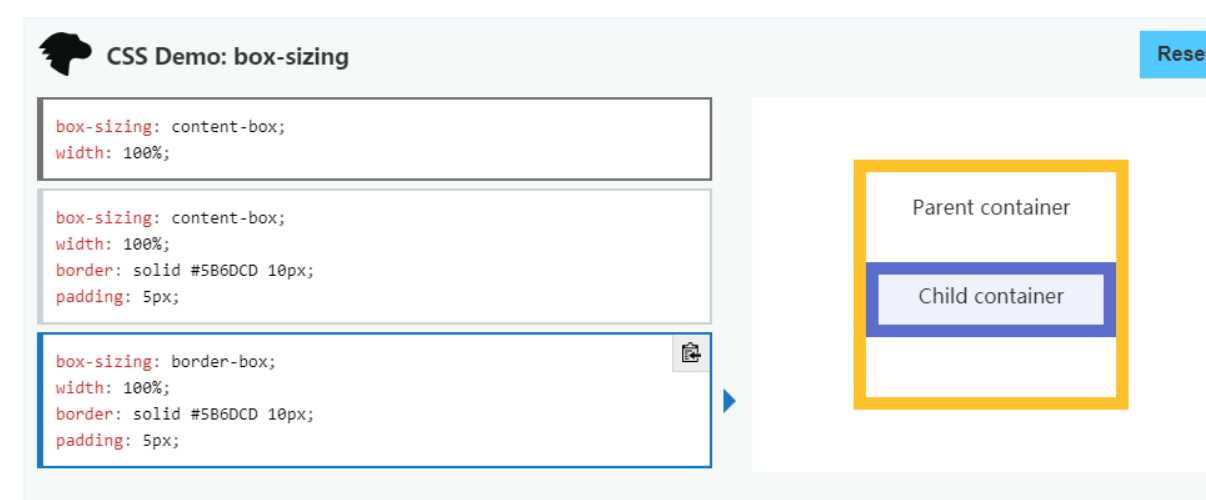 CSS Demo: box-sizing
Rese
box-sizing: content-box;
width: 100%;
box-sizing: content-box;
width: 100%;
border: solid #5B6DCD 10px;
padding: 5px;
box-sizing: border-box;
width: 100%;
border: solid #5B6DCD 10px;
padding: 5px;
Parent container
Child container